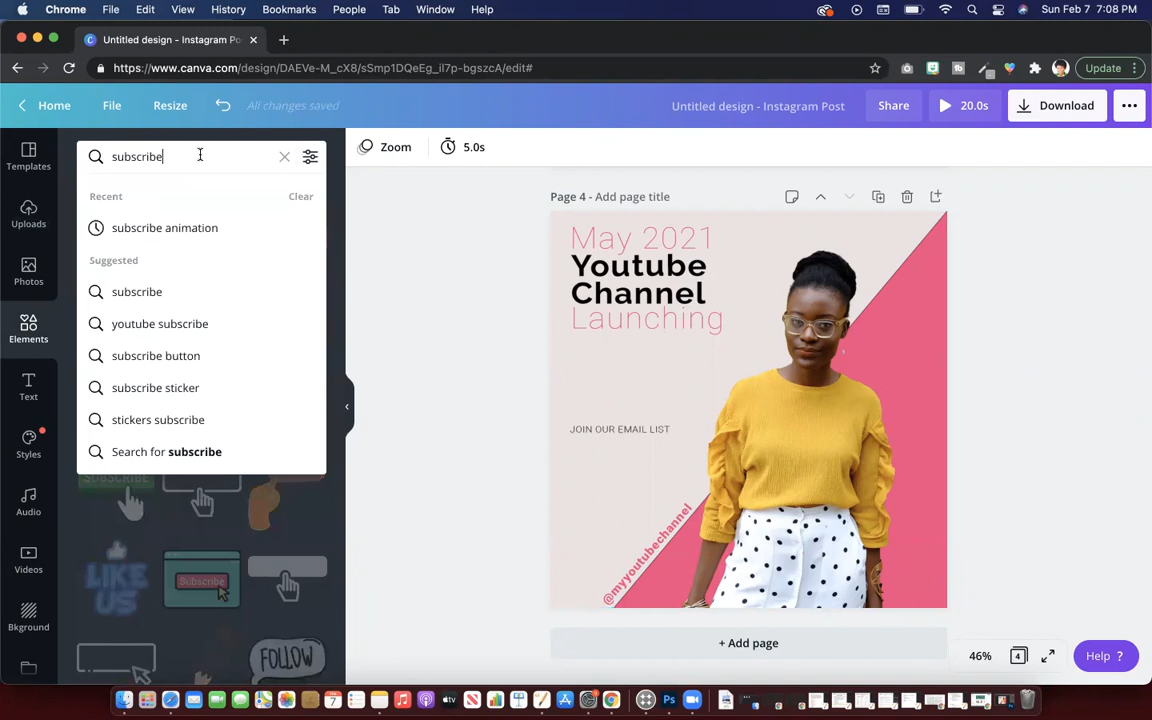 Chrome File Edit View History Bookmarks People Tab Window Help Sun Feb 7 7:08 PM
Untitled design - Instagram Po
https://www.canva.com/design/DAEVe-M_cX8/sSmp1DQeEg_il7p-bgszcA/edit#
Update
Home File Resize All changes saved Untitled design - Instagram Post Share 20.0s Download
Templates
Uploads
Photos
Elements
Text
Styles
Audio
Videos
Bkground
subscribe
Recent Clear
subscribe animation
Suggested
subscribe
youtube subscribe
subscribe button
subscribe sticker
stickers subscribe
Search for subscribe
SUBSCRIBE
LIKE
US
Subscribe
FOLLOW
Zoom 5.0s
Page 4 - Add page title
May 2021
Youtube
Channel
Launching
JOIN OUR EMAIL LIST
@myyoutubechannel
+ Add page
46% 4 Help ?